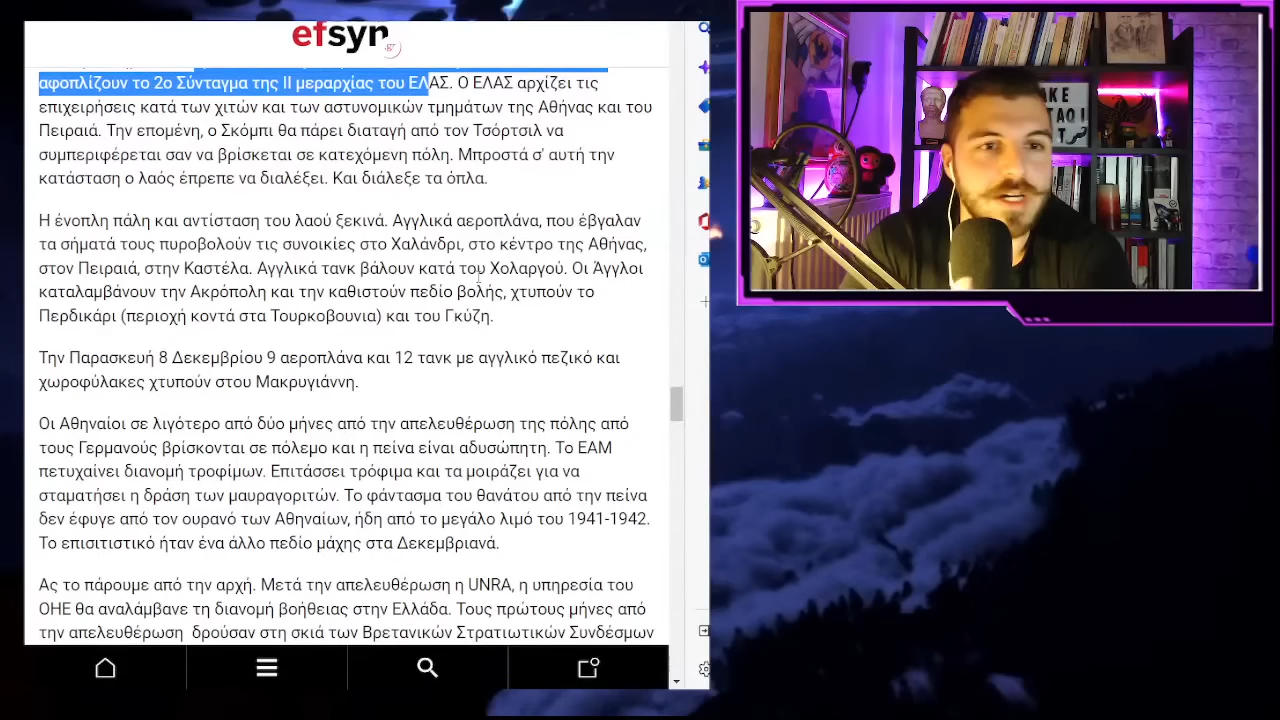 efsyn
.gr
αφοπλίζουν το 2ο Σύνταγμα της ΙΙ μεραρχίας του ΕΛΑΣ. Ο ΕΛΑΣ αρχίζει τις
επιχειρήσεις κατά των χιτών και των αστυνομικών τμημάτων της Αθήνας και του
Πειραιά. Την επομένη, ο Σκόμπι θα πάρει διαταγή από τον Τσόρτσιλ να
συμπεριφέρεται σαν να βρίσκεται σε κατεχόμενη πόλη. Μπροστά σ' αυτή την
κατάσταση ο λαός έπρεπε να διαλέξει. Και διάλεξε τα όπλα.
Η ένοπλη πάλη και αντίσταση του λαού ξεκινά. Αγγλικά αεροπλάνα, που έβγαλαν
τα σήματά τους πυροβολούν τις συνοικίες στο Χαλάνδρι, στο κέντρο της Αθήνας,
στον Πειραιά, στην Καστέλα. Αγγλικά τανκ βάλουν κατά του Χολαργού. Οι Άγγλοι
καταλαμβάνουν την Ακρόπολη και την καθιστούν πεδίο βολής, χτυπούν το
Περδικάρι (περιοχή κοντά στα Τουρκοβουνια) και του Γκύζη.
Την Παρασκευή 8 Δεκεμβρίου 9 αεροπλάνα και 12 τανκ με αγγλικό πεζικό και
χωροφύλακες χτυπούν στου Μακρυγιάννη.
Οι Αθηναίοι σε λιγότερο από δύο μήνες από την απελευθέρωση της πόλης από
τους Γερμανούς βρίσκονται σε πόλεμο και η πείνα είναι αδυσώπητη. Το ΕΑΜ
πετυχαίνει διανομή τροφίμων. Επιτάσσει τρόφιμα και τα μοιράζει για να
σταματήσει η δράση των μαυραγοριτών. Το φάντασμα του θανάτου από την πείνα
δεν έφυγε από τον ουρανό των Αθηναίων, ήδη από το μεγάλο λιμό του 1941-1942.
Το επισιτιστικό ήταν ένα άλλο πεδίο μάχης στα Δεκεμβριανά.
Ας το πάρουμε από την αρχή. Μετά την απελευθέρωση η UNRA, η υπηρεσία του
ΟΗΕ θα αναλάμβανε τη διανομή βοήθειας στην Ελλάδα. Τους πρώτους μήνες από
την απελευθέρωση δρούσαν στη σκιά των Βρετανικών Στρατιωτικών Συνδέσμων